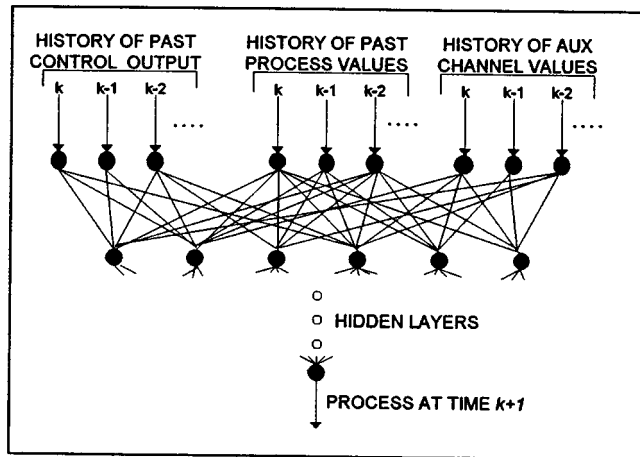 HISTORY OF PAST
CONTROL OUTPUT
HISTORY OF PAST
PROCESS VALUES
HISTORY OF AUX
CHANNEL VALUES
k k-1 k-2 ....
k k-1 k-2 ....
k k-1 k-2 ....
HIDDEN LAYERS
PROCESS AT TIME k+1